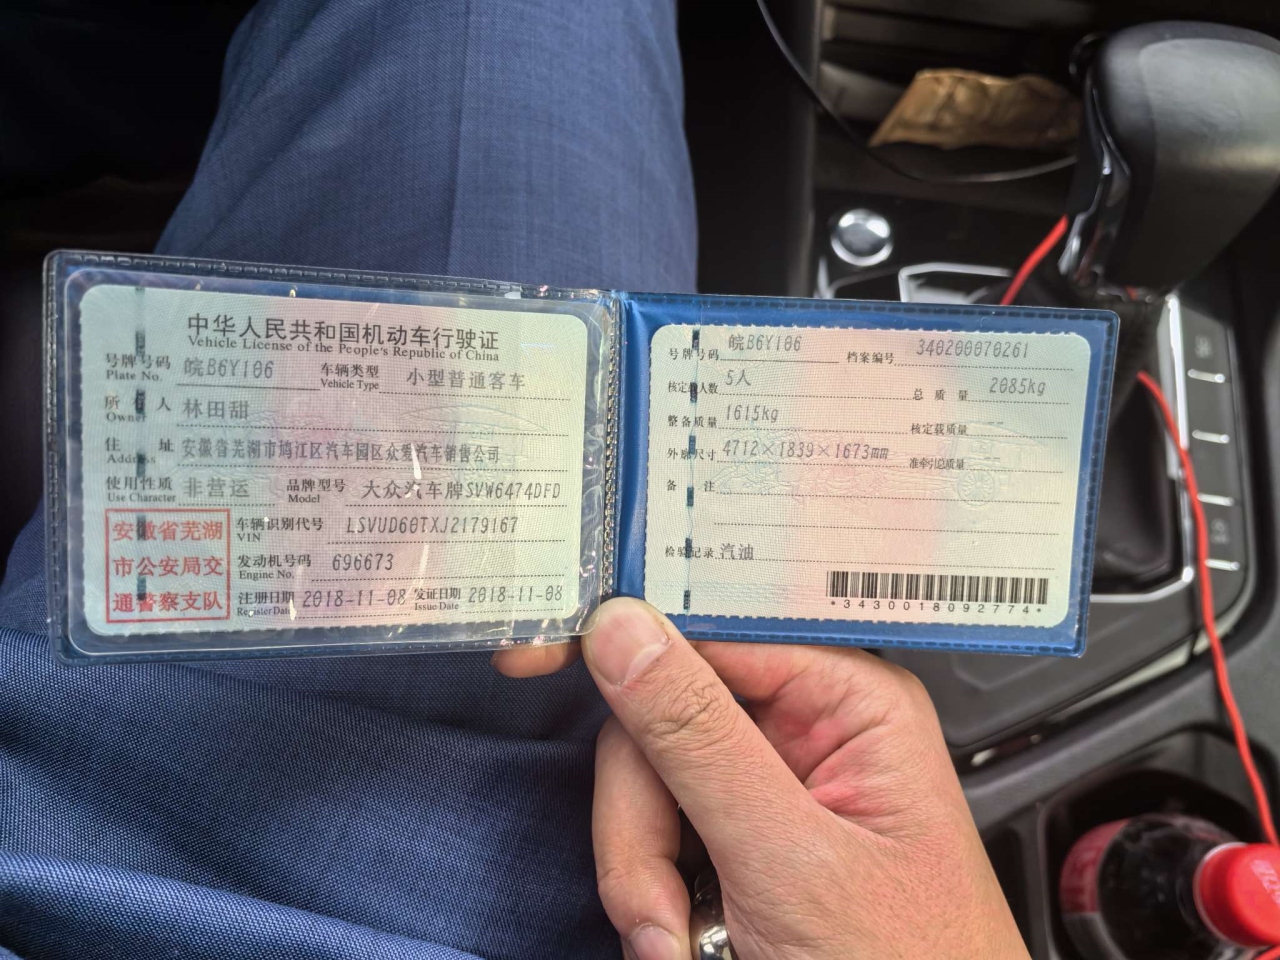 中华人民共和国机动车行驶证
Vehicle License of the People's Republic of China
号牌号码 皖B6Y106 车辆类型 小型普通客车
Plate No. Vehicle Type
所有人 林田甜
Owner
住址 安徽省芜湖市鸠江区汽车园区众爱汽车销售公司
Address
使用性质 非营运 品牌型号 大众汽车牌SVW6474DFD
Use Character Model
安徽省芜湖
市公安局交
通警察支队
车辆识别代号 LSVUD60TXJ2179167
VIN
发动机号码 696673
Engine No.
注册日期 2018-11-08 发证日期 2018-11-08
Register Date Issue Date
号牌号码 皖B6Y106 档案编号 340200070261
核定载人数 5人 总质量 2085kg
整备质量 1615kg 核定载质量 --
外廓尺寸 4712×1839×1673mm 准牵引总质量 --
备注
检验记录 汽油
*3430018092774*